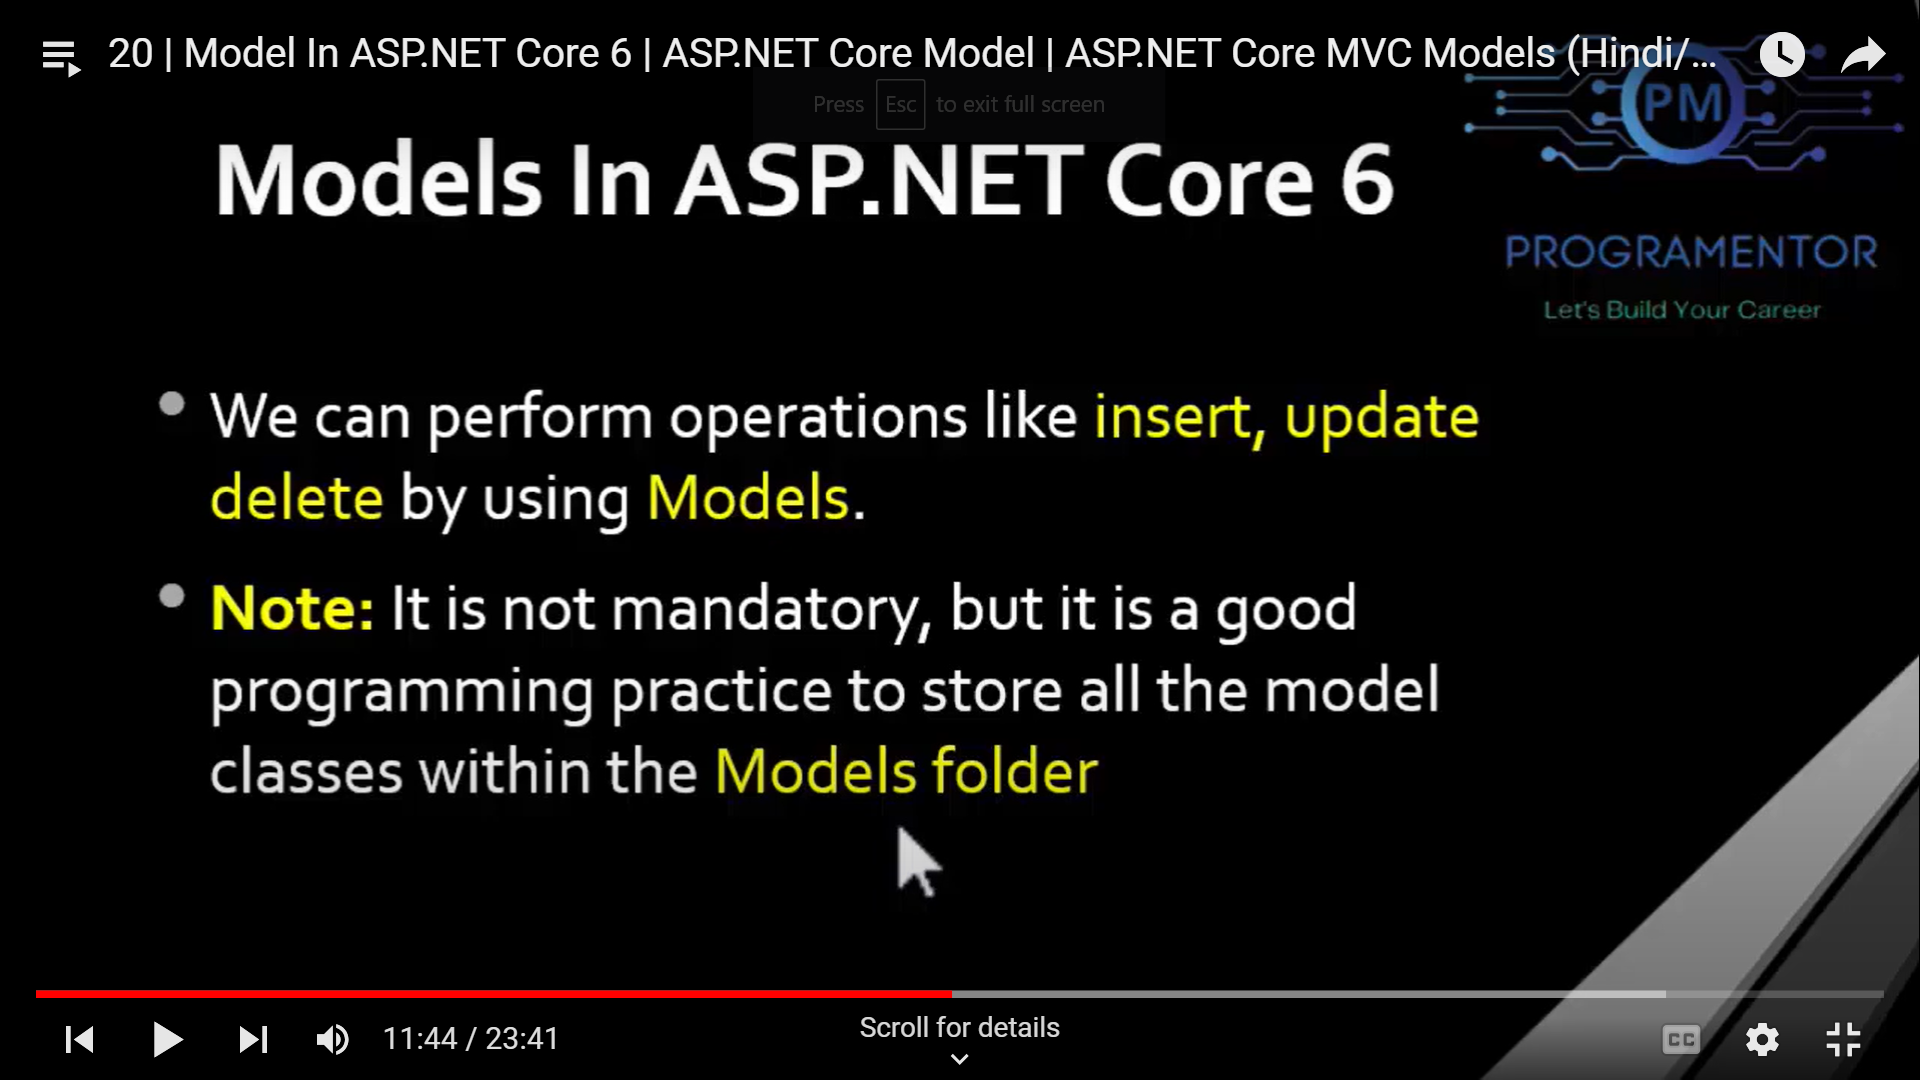 20 | Model In ASP.NET Core 6 | ASP.NET Core Model | ASP.NET Core MVC Models (Hindi/...
Press Esc to exit full screen
PM
Models In ASP.NET Core 6
PROGRAMENTOR
Let's Build Your Career
We can perform operations like insert, update
delete by using Models.
Note: It is not mandatory, but it is a good
programming practice to store all the model
classes within the Models folder
11:44 / 23:41
Scroll for details
CC